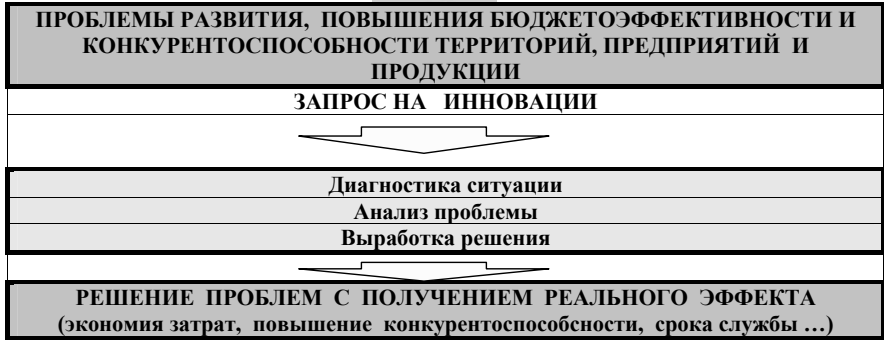 ПРОБЛЕМЫ РАЗВИТИЯ, ПОВЫШЕНИЯ БЮДЖЕТОЭФФЕКТИВНОСТИ И
КОНКУРЕНТОСПОСОБНОСТИ ТЕРРИТОРИЙ, ПРЕДПРИЯТИЙ И
ПРОДУКЦИИ
ЗАПРОС НА ИННОВАЦИИ
Диагностика ситуации
Анализ проблемы
Выработка решения
РЕШЕНИЕ ПРОБЛЕМ С ПОЛУЧЕНИЕМ РЕАЛЬНОГО ЭФФЕКТА
(экономия затрат, повышение конкурентоспособсности, срока службы …)